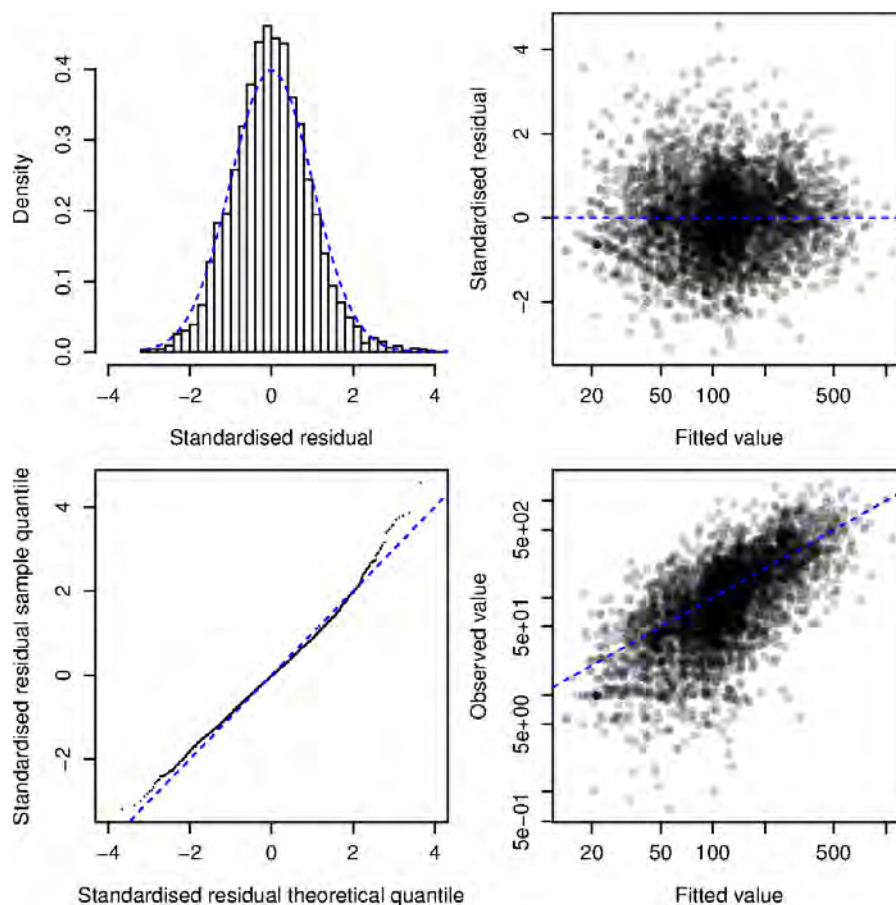 Density
0.0 0.1 0.2 0.3 0.4
−4 −2 0 2 4
Standardised residual
Standardised residual
−2 0 2 4
20 50 100 500
Fitted value
Standardised residual sample quantile
−2 0 2 4
−4 −2 0 2 4
Standardised residual theoretical quantile
Observed value
5e−01 5e+00 5e+01 5e+02
20 50 100 500
Fitted value